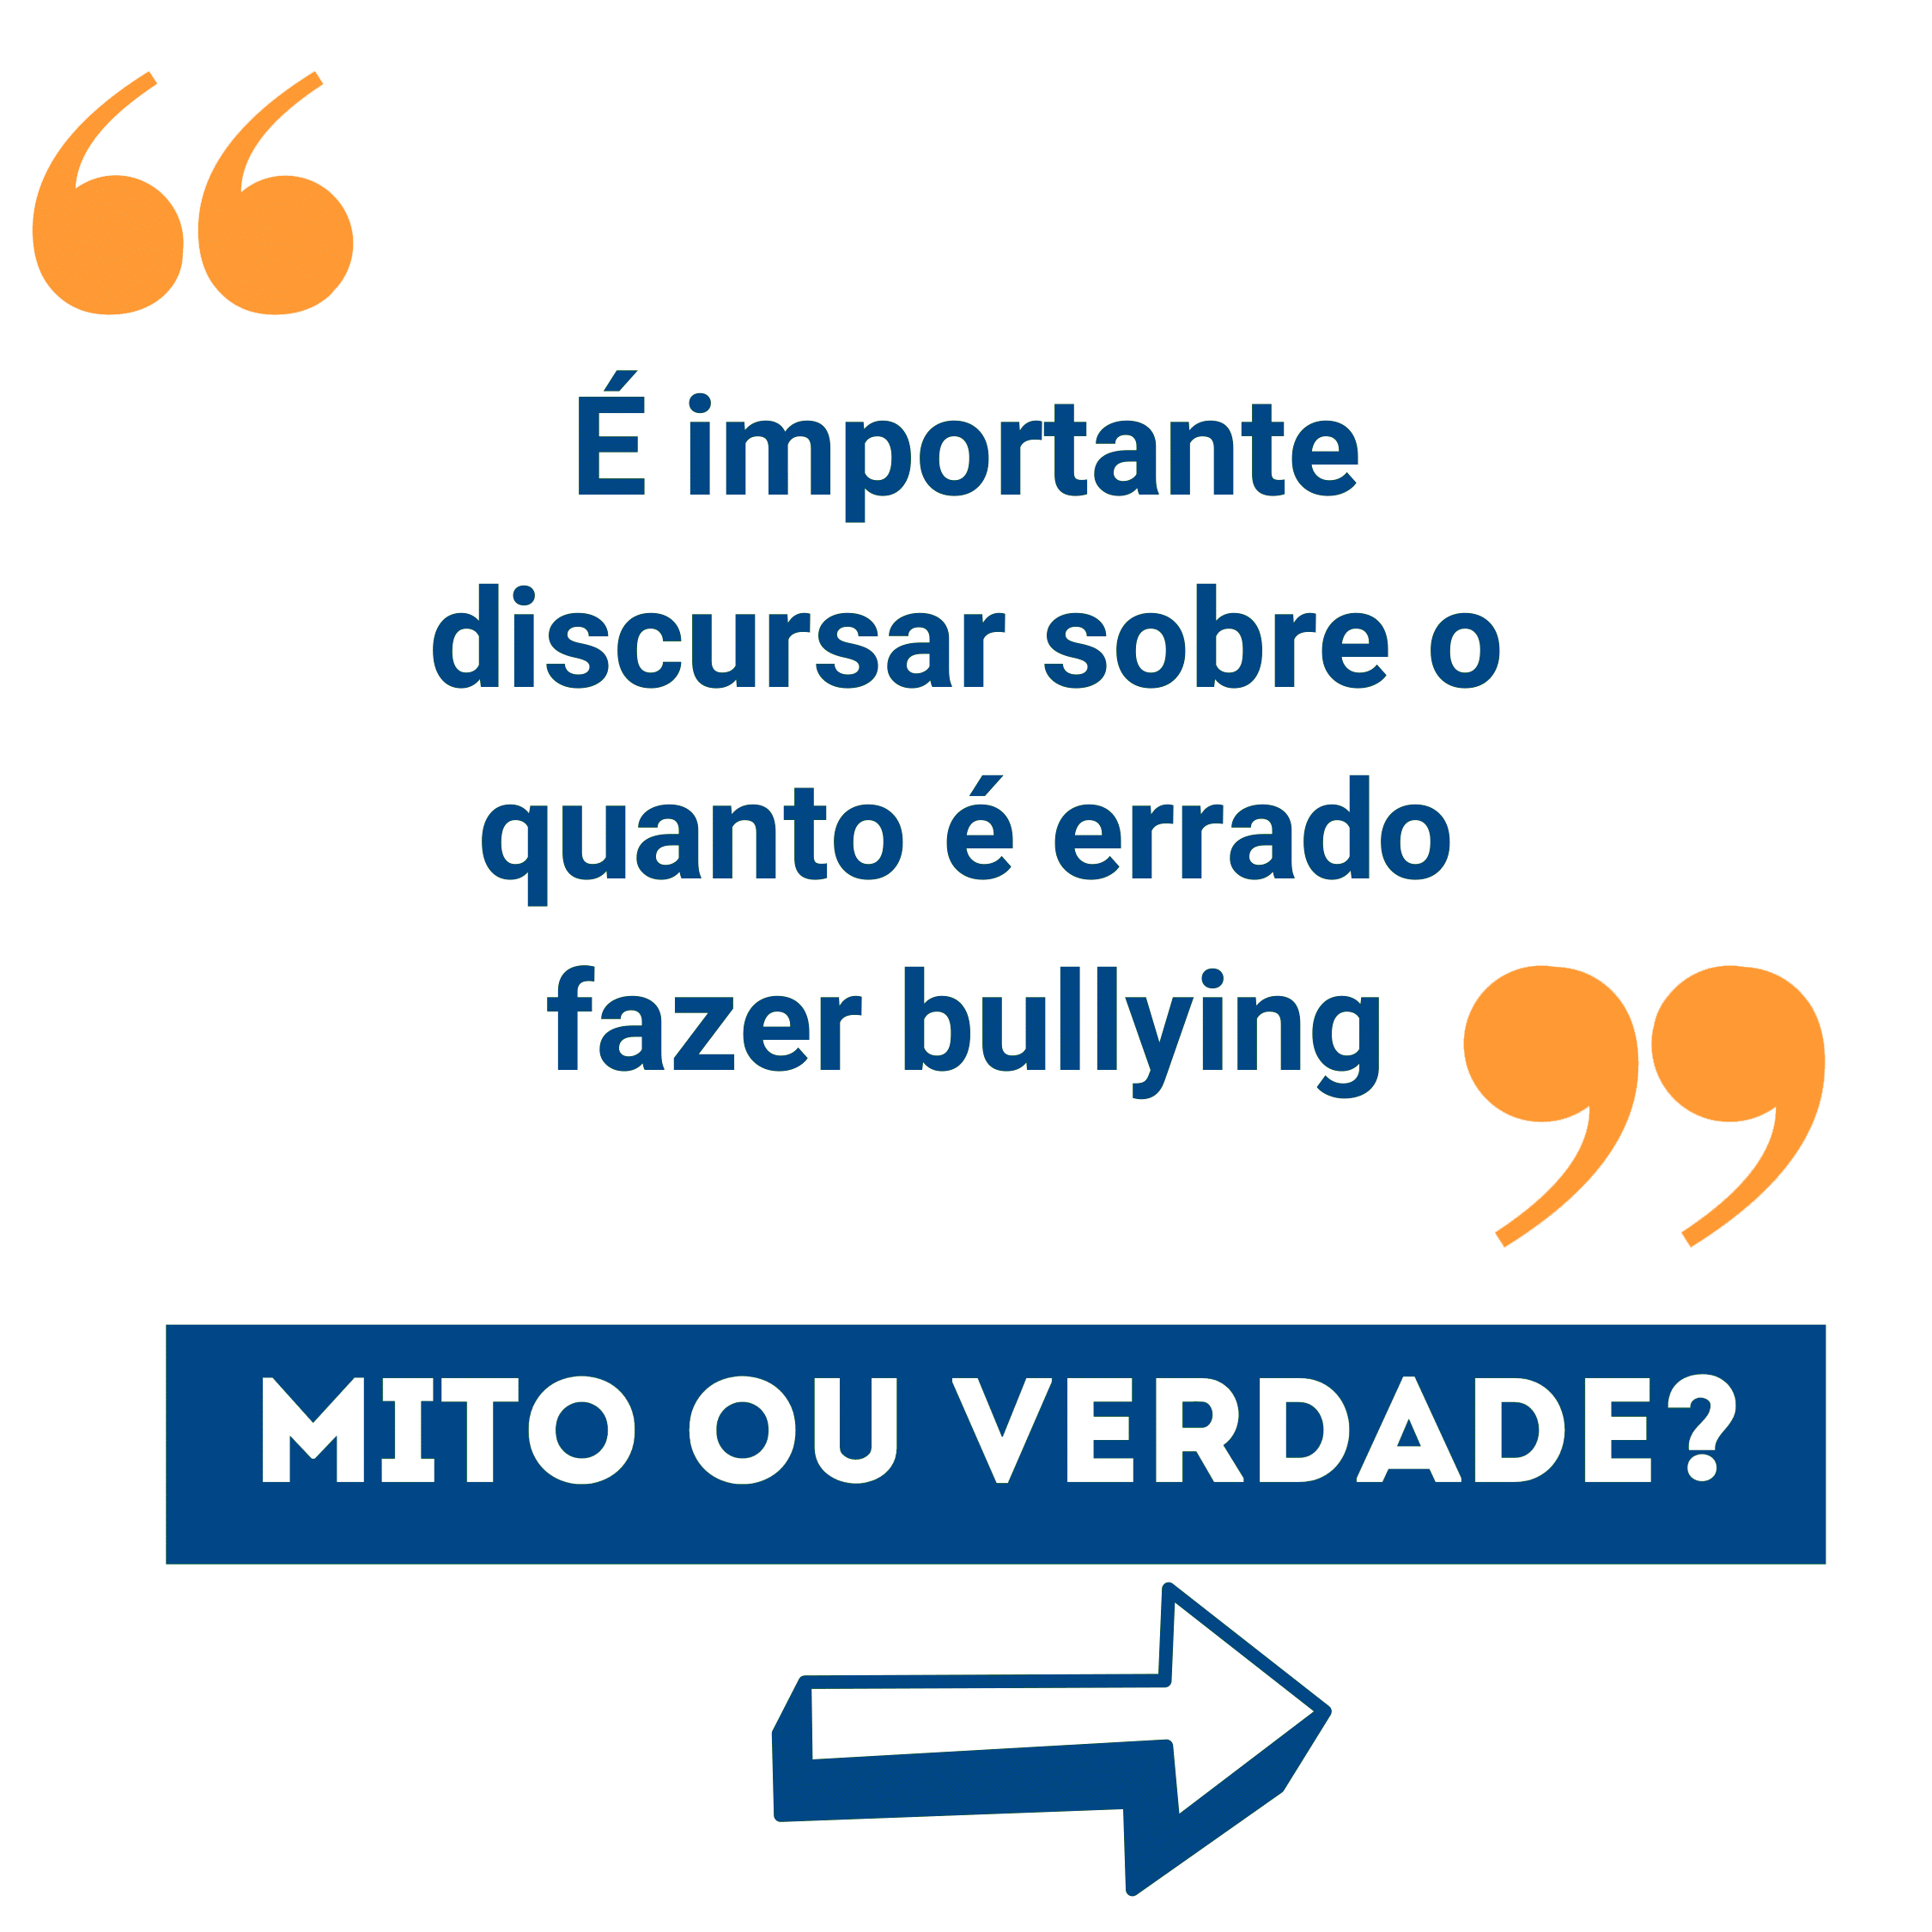 É importante
discursar sobre o
quanto é errado
fazer bullying
MITO OU VERDADE?